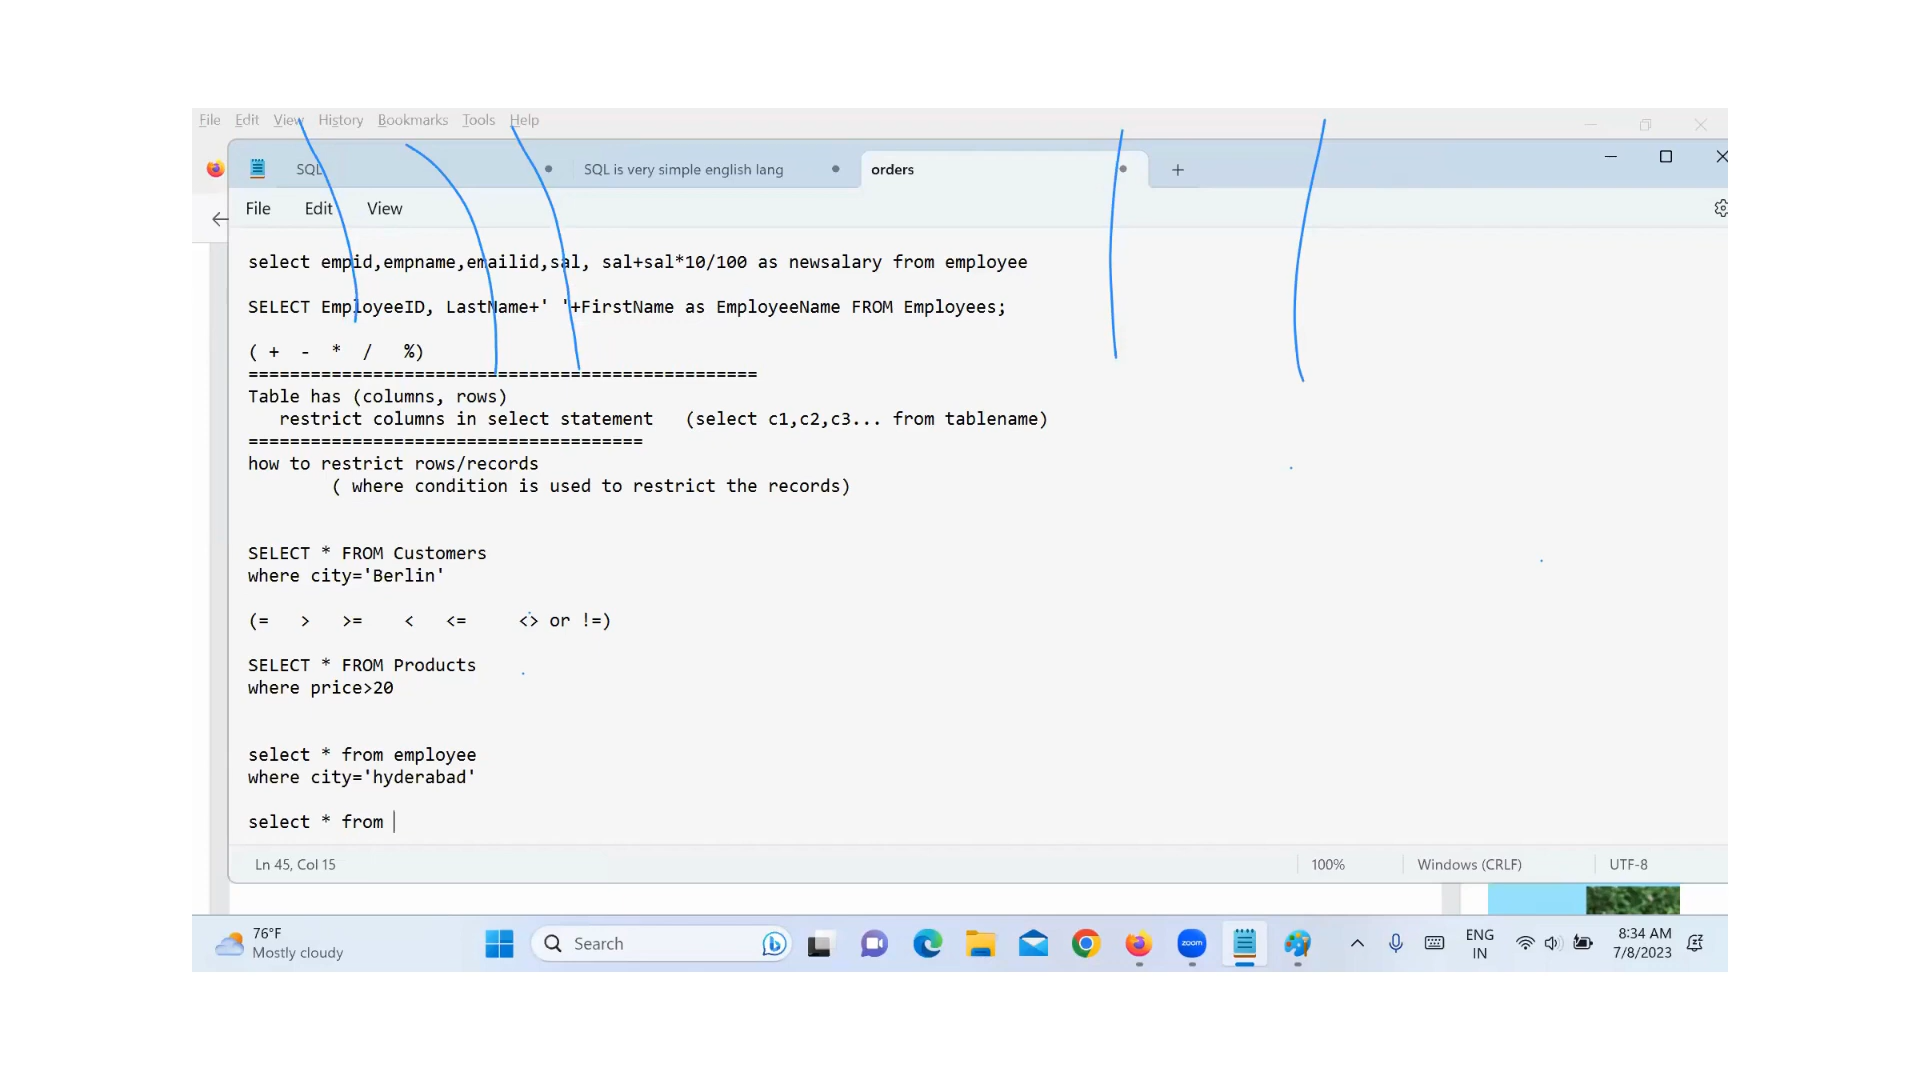 File Edit View History Bookmarks Tools Help
SQL
SQL is very simple english lang
orders
File Edit View
select empid,empname,emailid,sal, sal+sal*10/100 as newsalary from employee
SELECT EmployeeID, LastName+' '+FirstName as EmployeeName FROM Employees;
( + - * / %)
=================================================
Table has (columns, rows)
restrict columns in select statement (select c1,c2,c3... from tablename)
======================================
how to restrict rows/records
( where condition is used to restrict the records)
SELECT * FROM Customers
where city='Berlin'
(= > >= < <= <> or !=)
SELECT * FROM Products
where price>20
select * from employee
where city='hyderabad'
select * from
Ln 45, Col 15 100% Windows (CRLF) UTF-8
76°F
Mostly cloudy
Search
zoom
ENG
IN
8:34 AM
7/8/2023